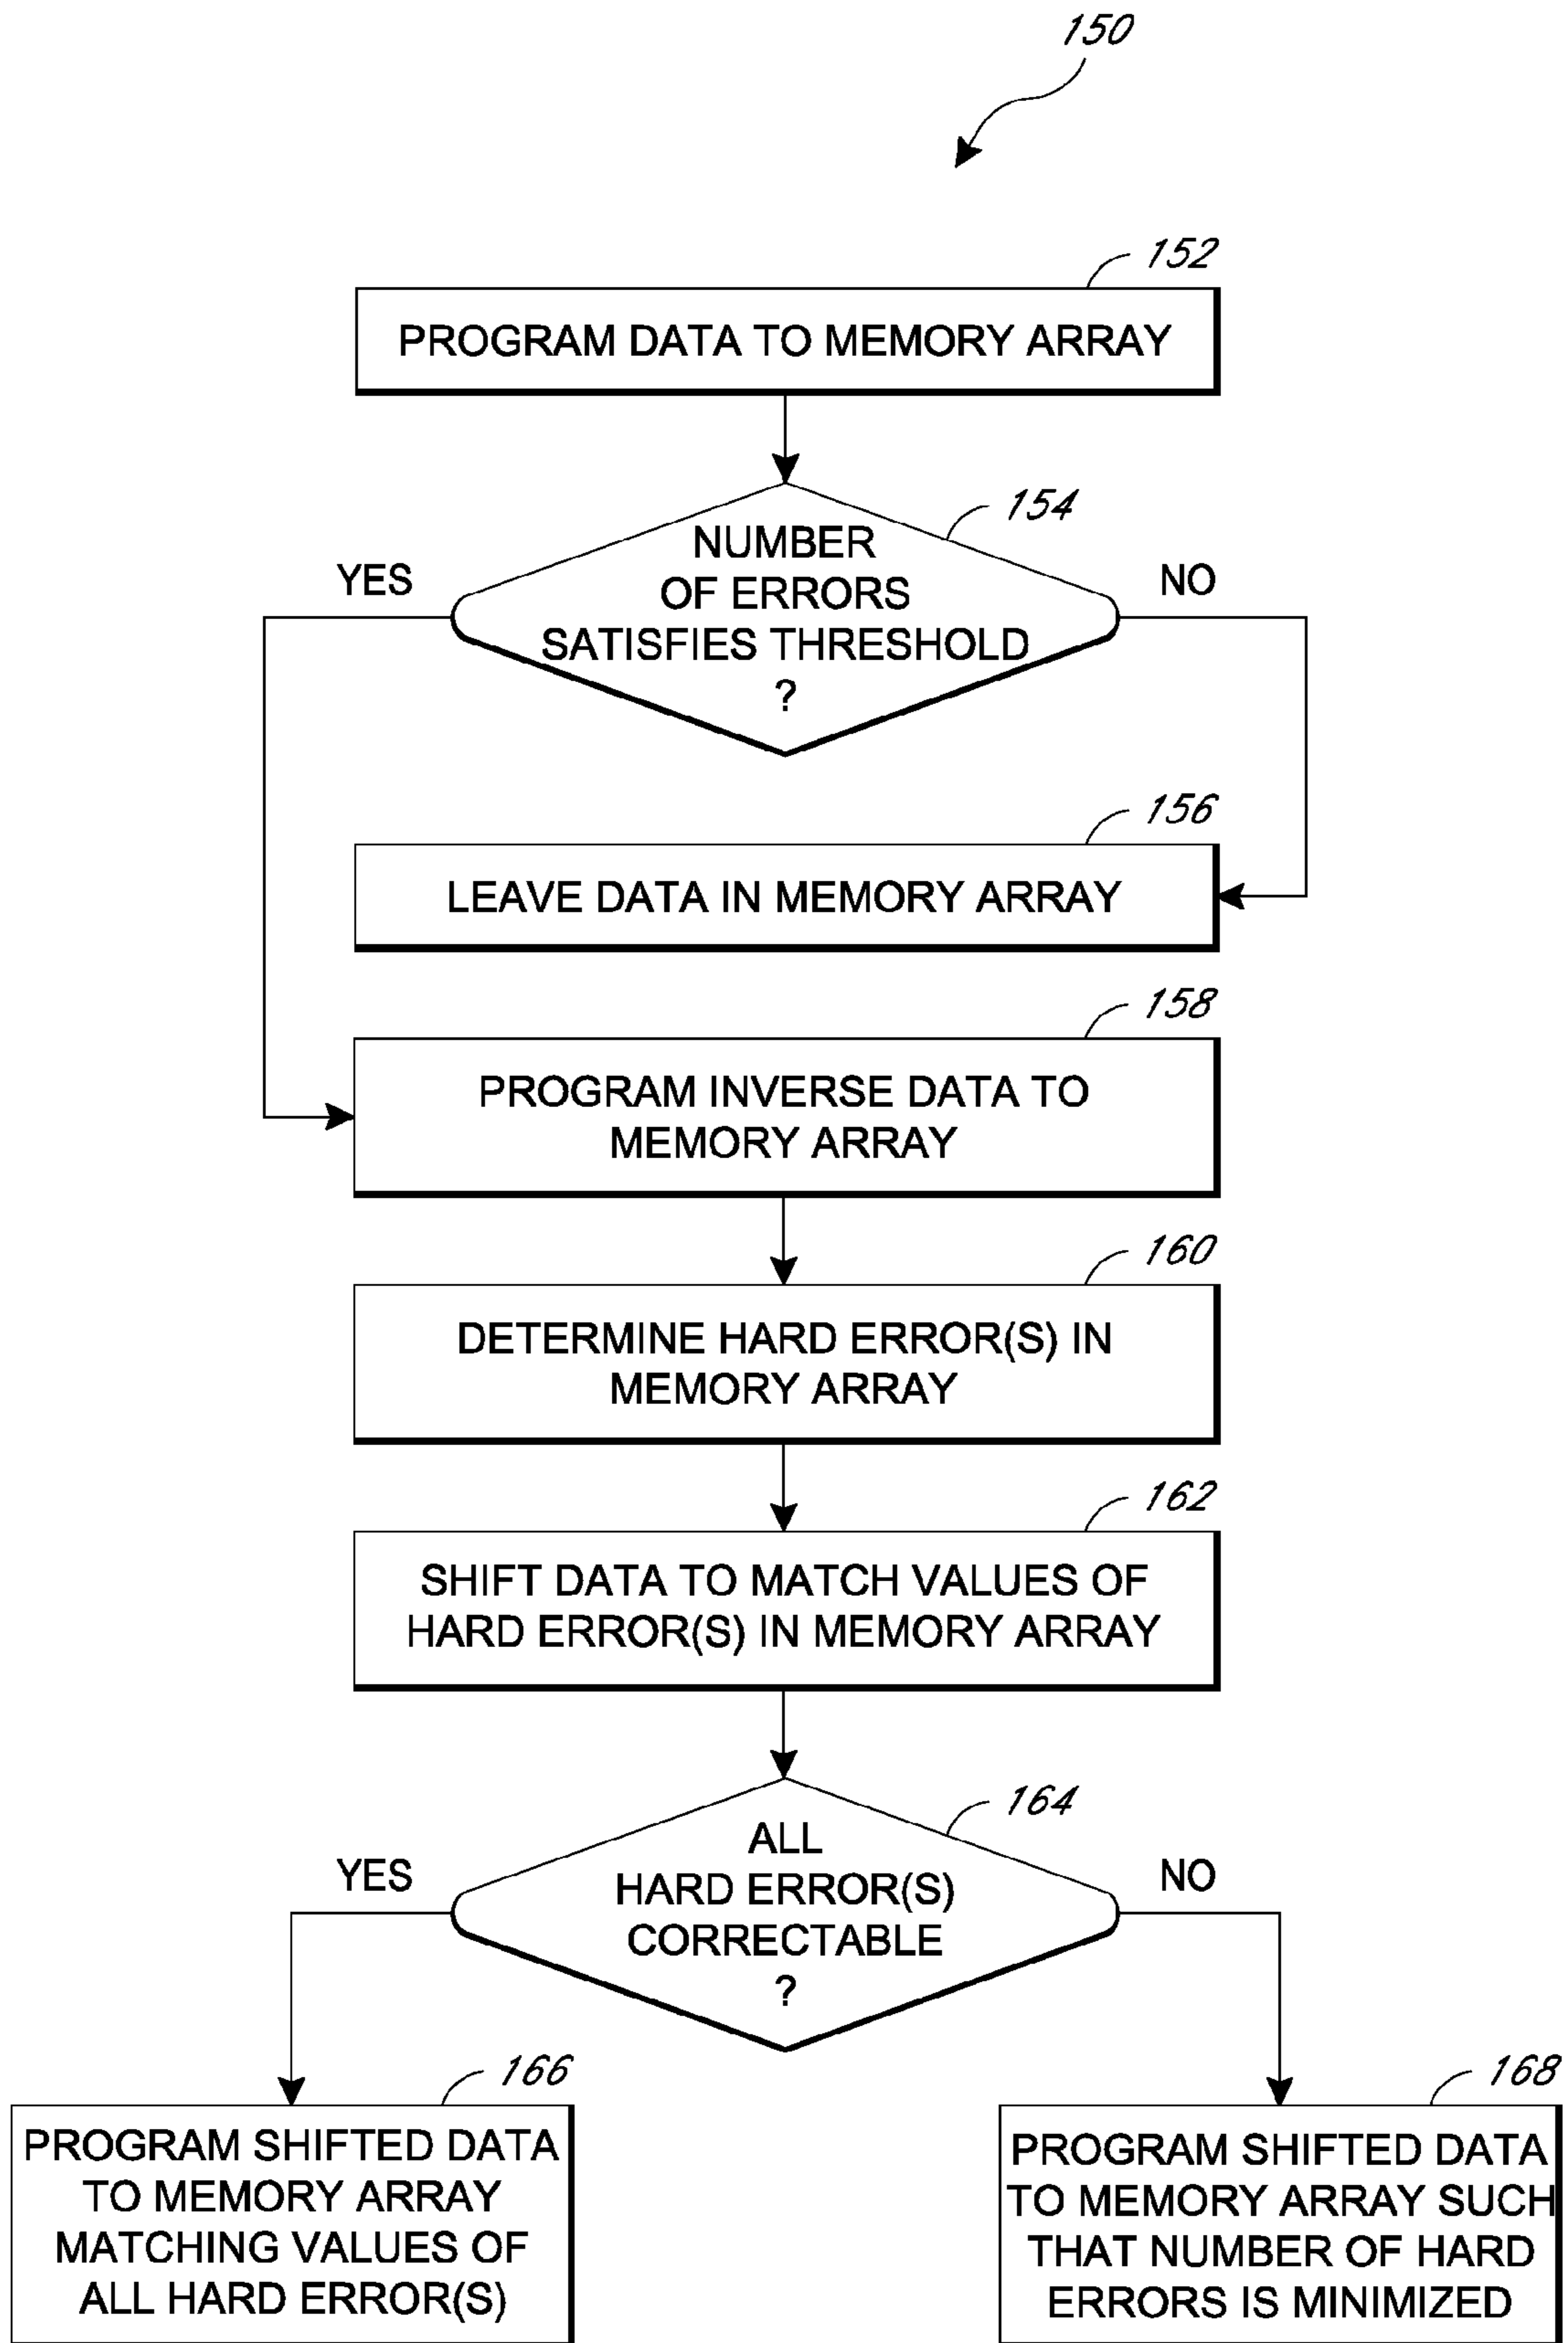 150
152
PROGRAM DATA TO MEMORY ARRAY
154
NUMBER
OF ERRORS
SATISFIES THRESHOLD
?
YES
NO
156
LEAVE DATA IN MEMORY ARRAY
158
PROGRAM INVERSE DATA TO
MEMORY ARRAY
160
DETERMINE HARD ERROR(S) IN
MEMORY ARRAY
162
SHIFT DATA TO MATCH VALUES OF
HARD ERROR(S) IN MEMORY ARRAY
164
ALL
HARD ERROR(S)
CORRECTABLE
?
YES
NO
166
PROGRAM SHIFTED DATA
TO MEMORY ARRAY
MATCHING VALUES OF
ALL HARD ERROR(S)
168
PROGRAM SHIFTED DATA
TO MEMORY ARRAY SUCH
THAT NUMBER OF HARD
ERRORS IS MINIMIZED